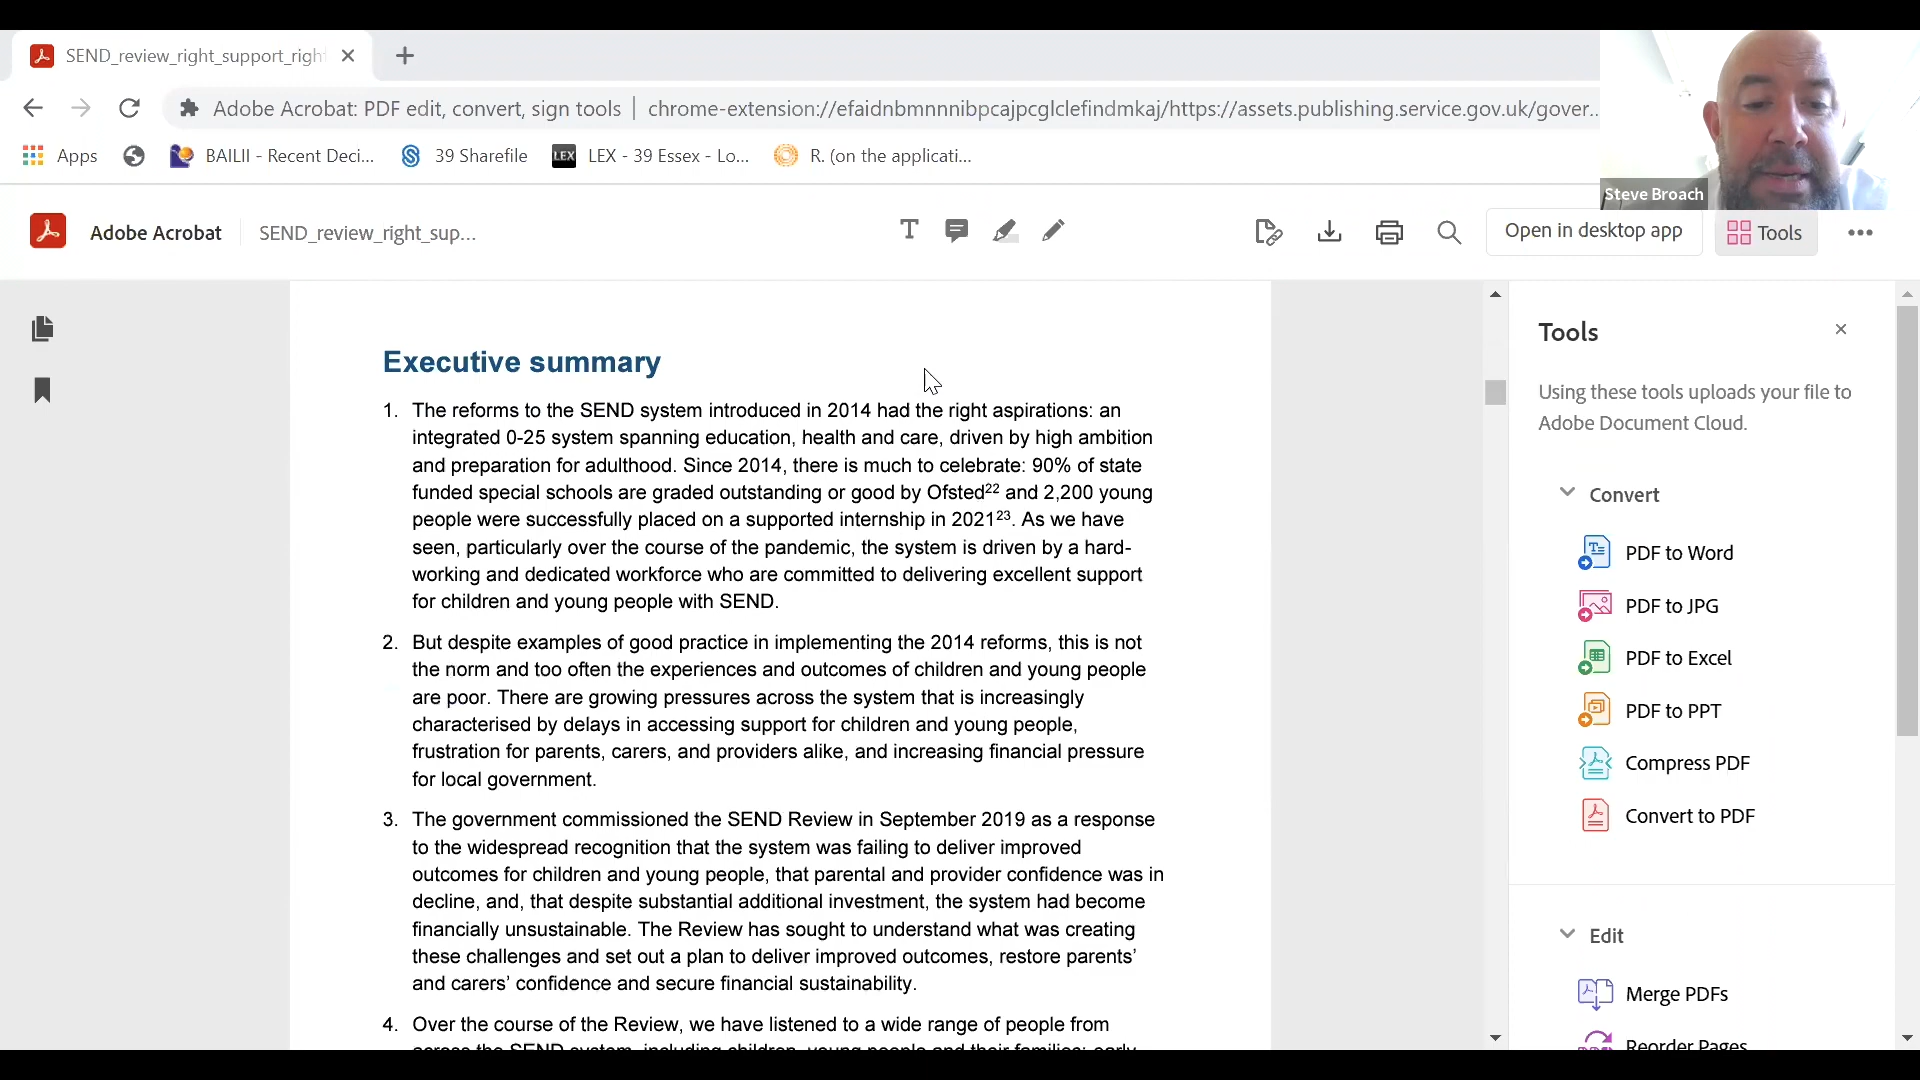 SEND_review_right_support_righ
Adobe Acrobat: PDF edit, convert, sign tools | chrome-extension://efaidnbmnnnibpcajpcglclefindmkaj/https://assets.publishing.service.gov.uk/gover...
Apps
BAILII - Recent Deci...
39 Sharefile
LEX
LEX - 39 Essex - Lo...
R. (on the applicati...
Steve Broach
Adobe Acrobat
SEND_review_right_sup...
Open in desktop app
Tools
Executive summary
1. The reforms to the SEND system introduced in 2014 had the right aspirations: an
integrated 0-25 system spanning education, health and care, driven by high ambition
and preparation for adulthood. Since 2014, there is much to celebrate: 90% of state
funded special schools are graded outstanding or good by Ofsted²² and 2,200 young
people were successfully placed on a supported internship in 2021²³. As we have
seen, particularly over the course of the pandemic, the system is driven by a hard-
working and dedicated workforce who are committed to delivering excellent support
for children and young people with SEND.
2. But despite examples of good practice in implementing the 2014 reforms, this is not
the norm and too often the experiences and outcomes of children and young people
are poor. There are growing pressures across the system that is increasingly
characterised by delays in accessing support for children and young people,
frustration for parents, carers, and providers alike, and increasing financial pressure
for local government.
3. The government commissioned the SEND Review in September 2019 as a response
to the widespread recognition that the system was failing to deliver improved
outcomes for children and young people, that parental and provider confidence was in
decline, and, that despite substantial additional investment, the system had become
financially unsustainable. The Review has sought to understand what was creating
these challenges and set out a plan to deliver improved outcomes, restore parents’
and carers’ confidence and secure financial sustainability.
4. Over the course of the Review, we have listened to a wide range of people from
across the SEND system, including children, young people and their families; early
Tools
Using these tools uploads your file to
Adobe Document Cloud.
Convert
PDF to Word
PDF to JPG
PDF to Excel
PDF to PPT
Compress PDF
Convert to PDF
Edit
Merge PDFs
Reorder Pages